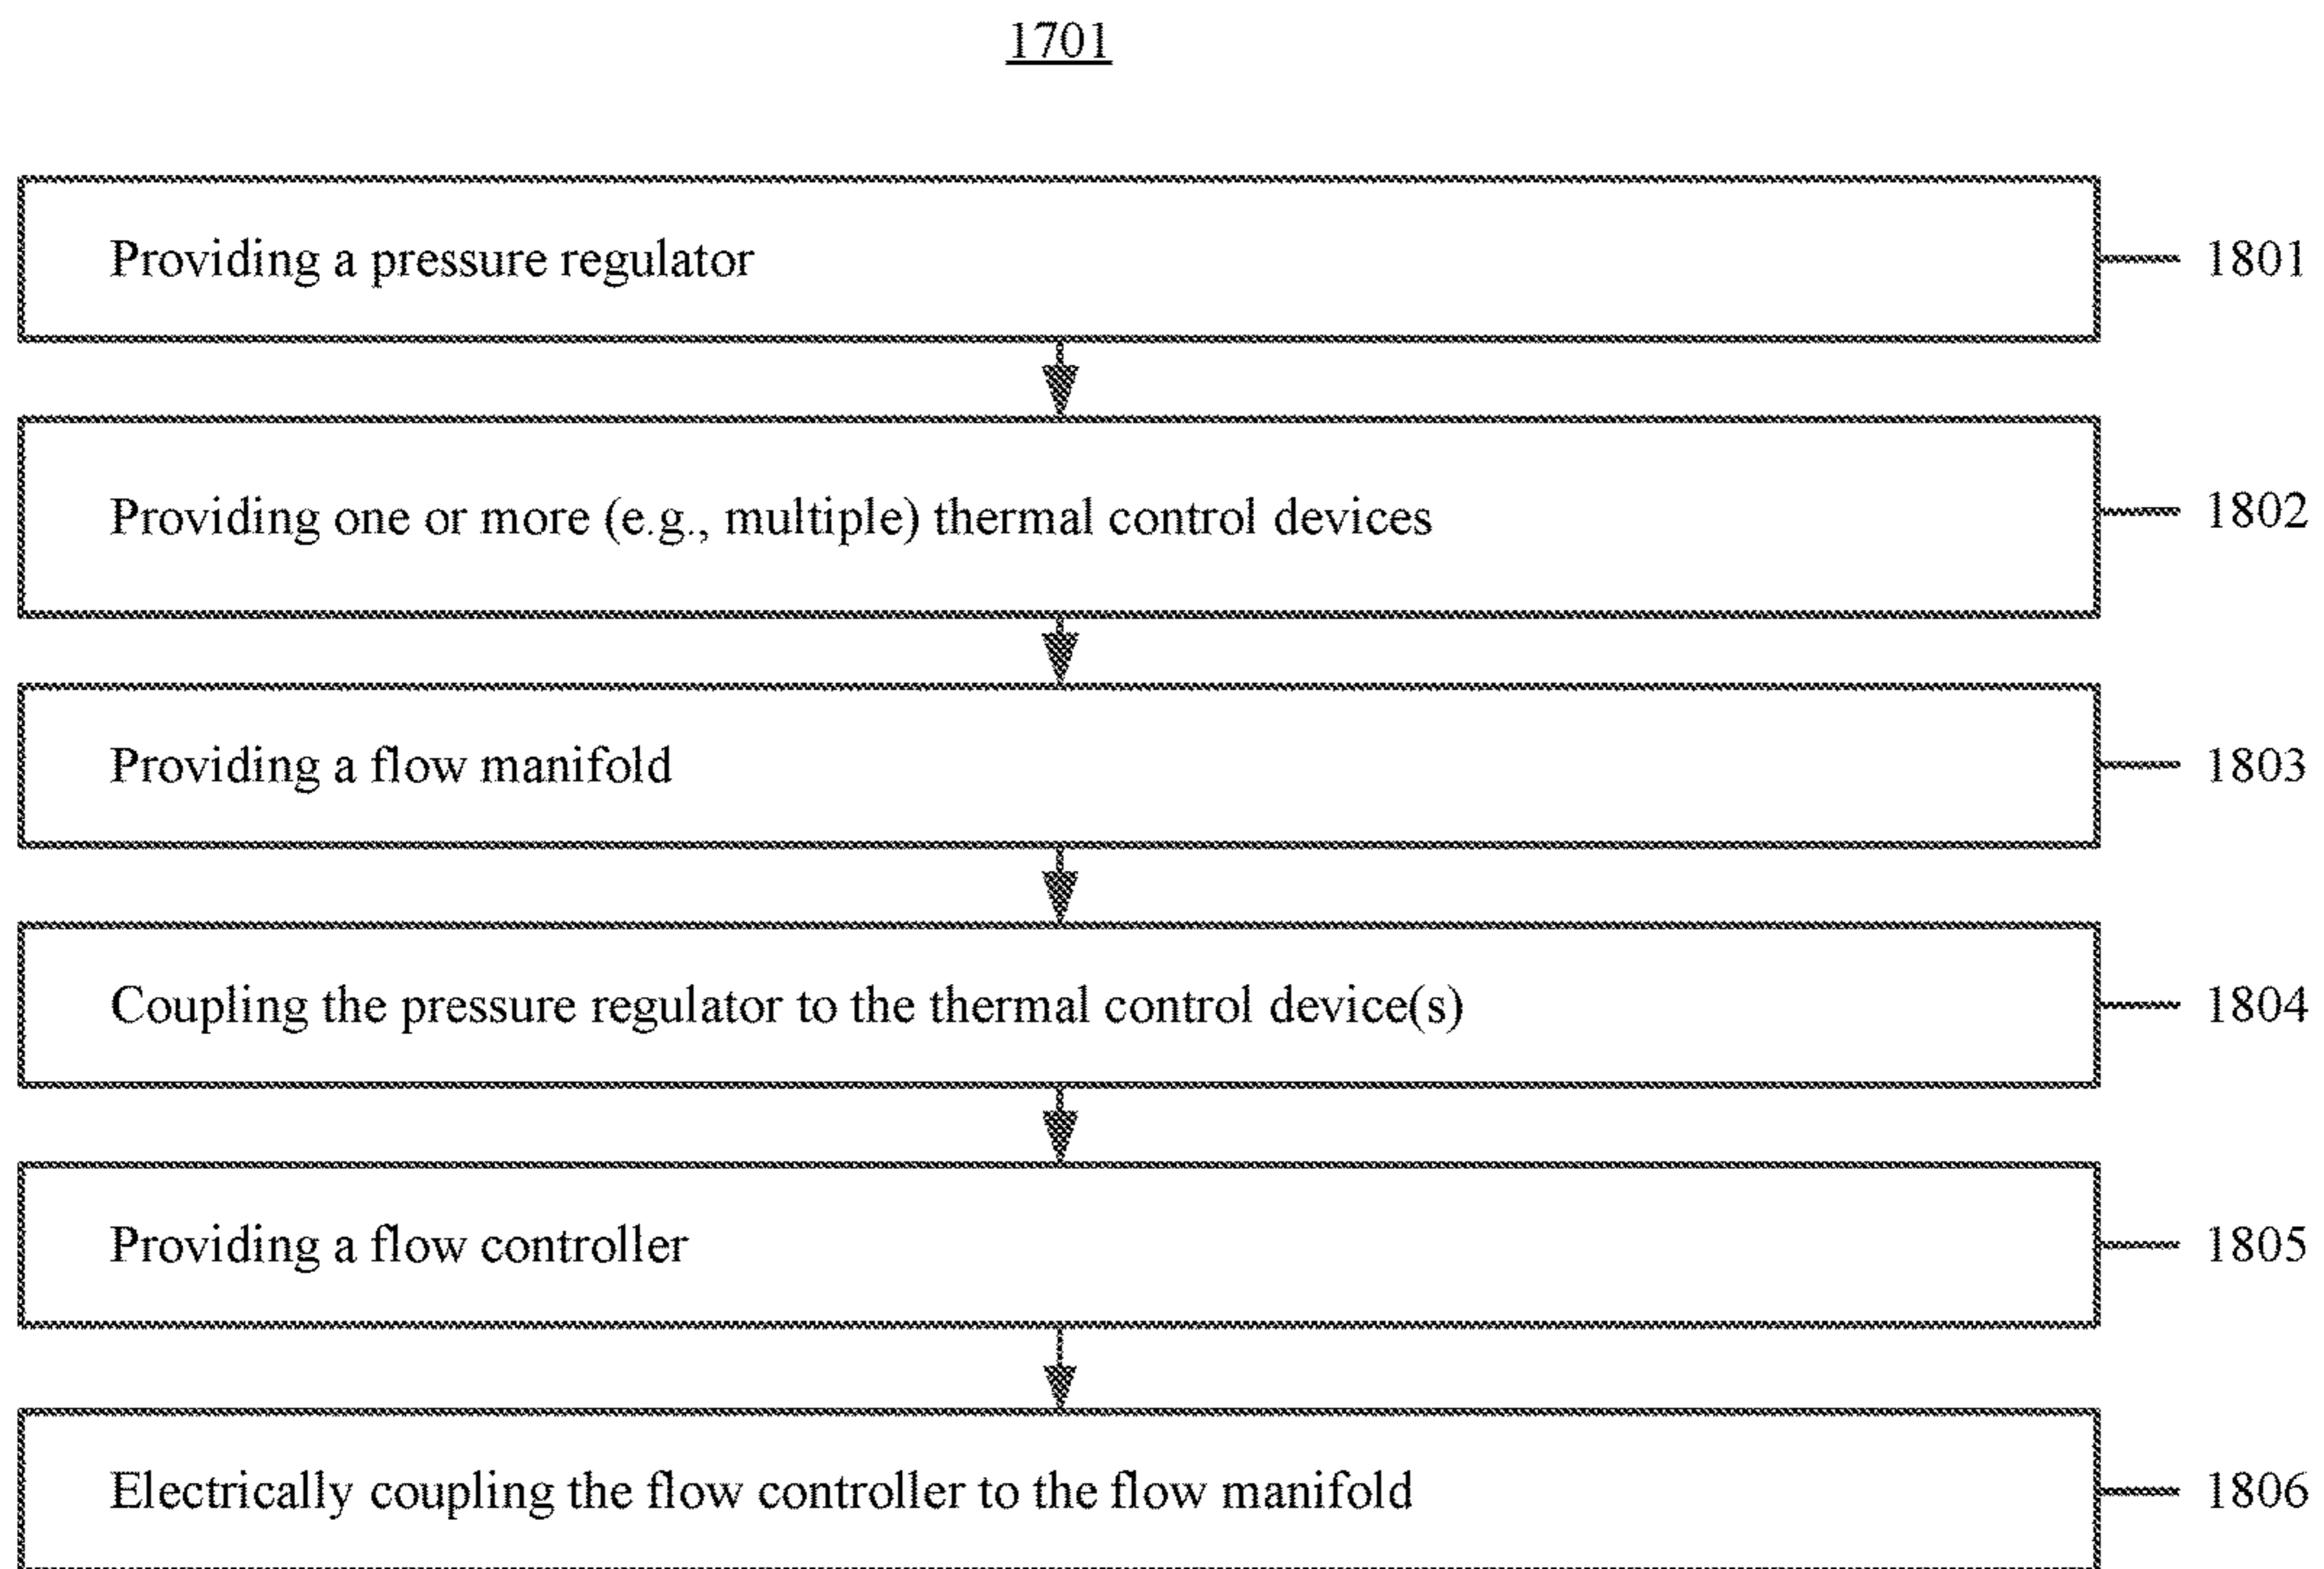 1701
Providing a pressure regulator
1801
Providing one or more (e.g., multiple) thermal control devices
1802
Providing a flow manifold
1803
Coupling the pressure regulator to the thermal control device(s)
1804
Providing a flow controller
1805
Electrically coupling the flow controller to the flow manifold
1806